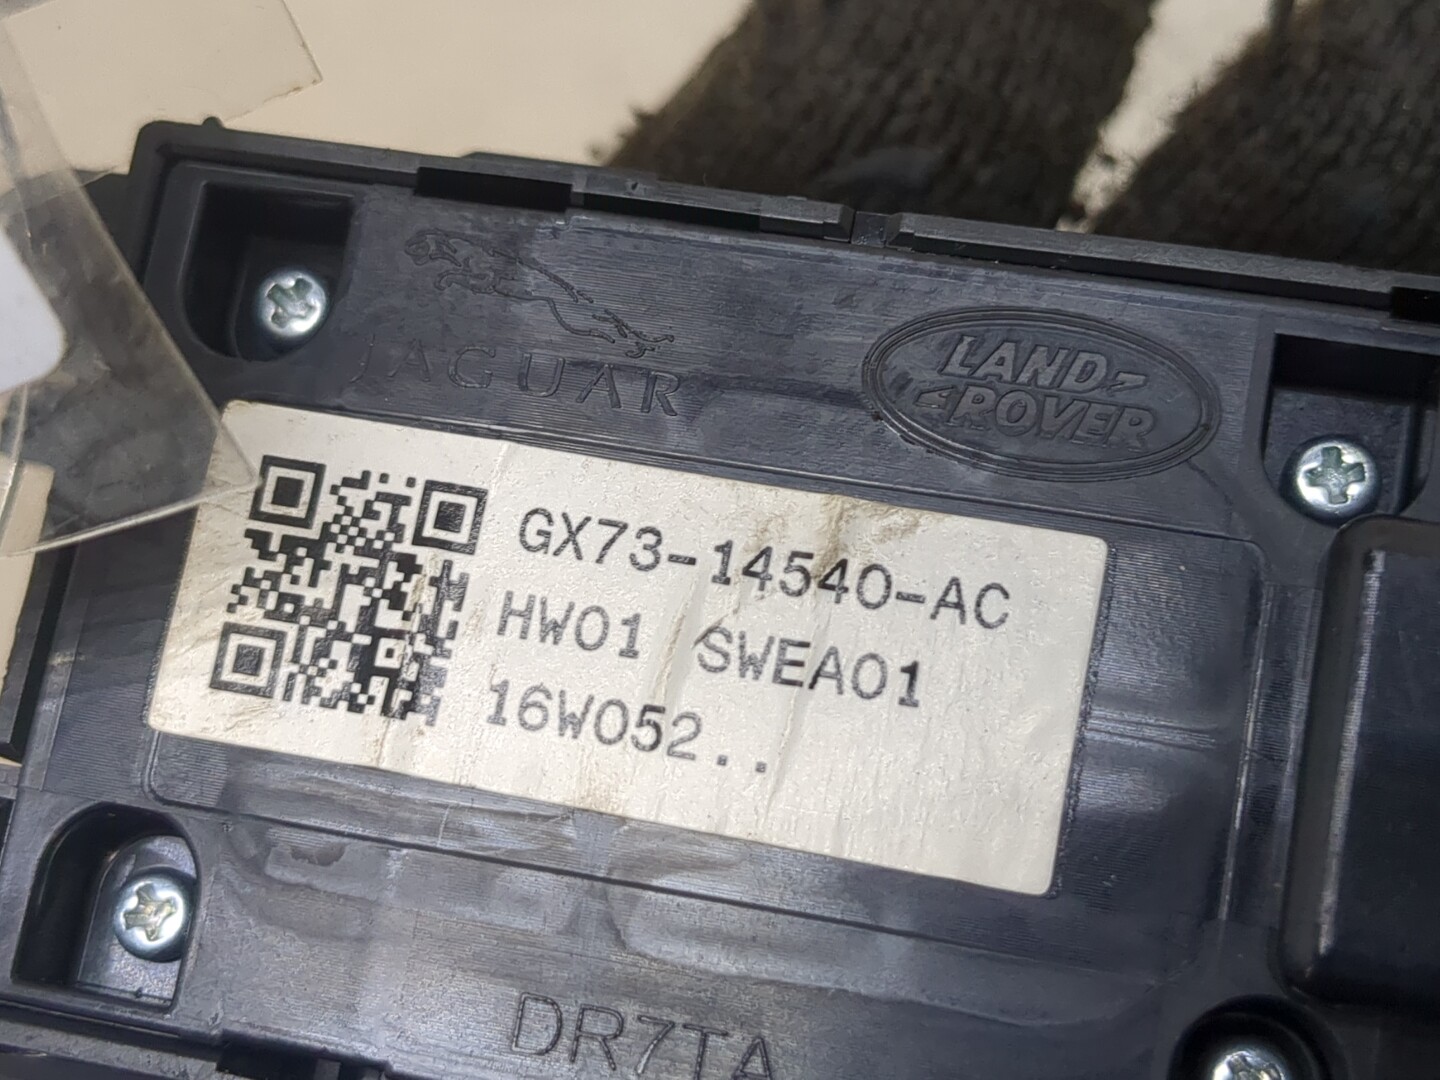 JAGUAR
LAND
ROVER
GX73-14540-AC
HW01 SWEA01
16W052..
DR7TA